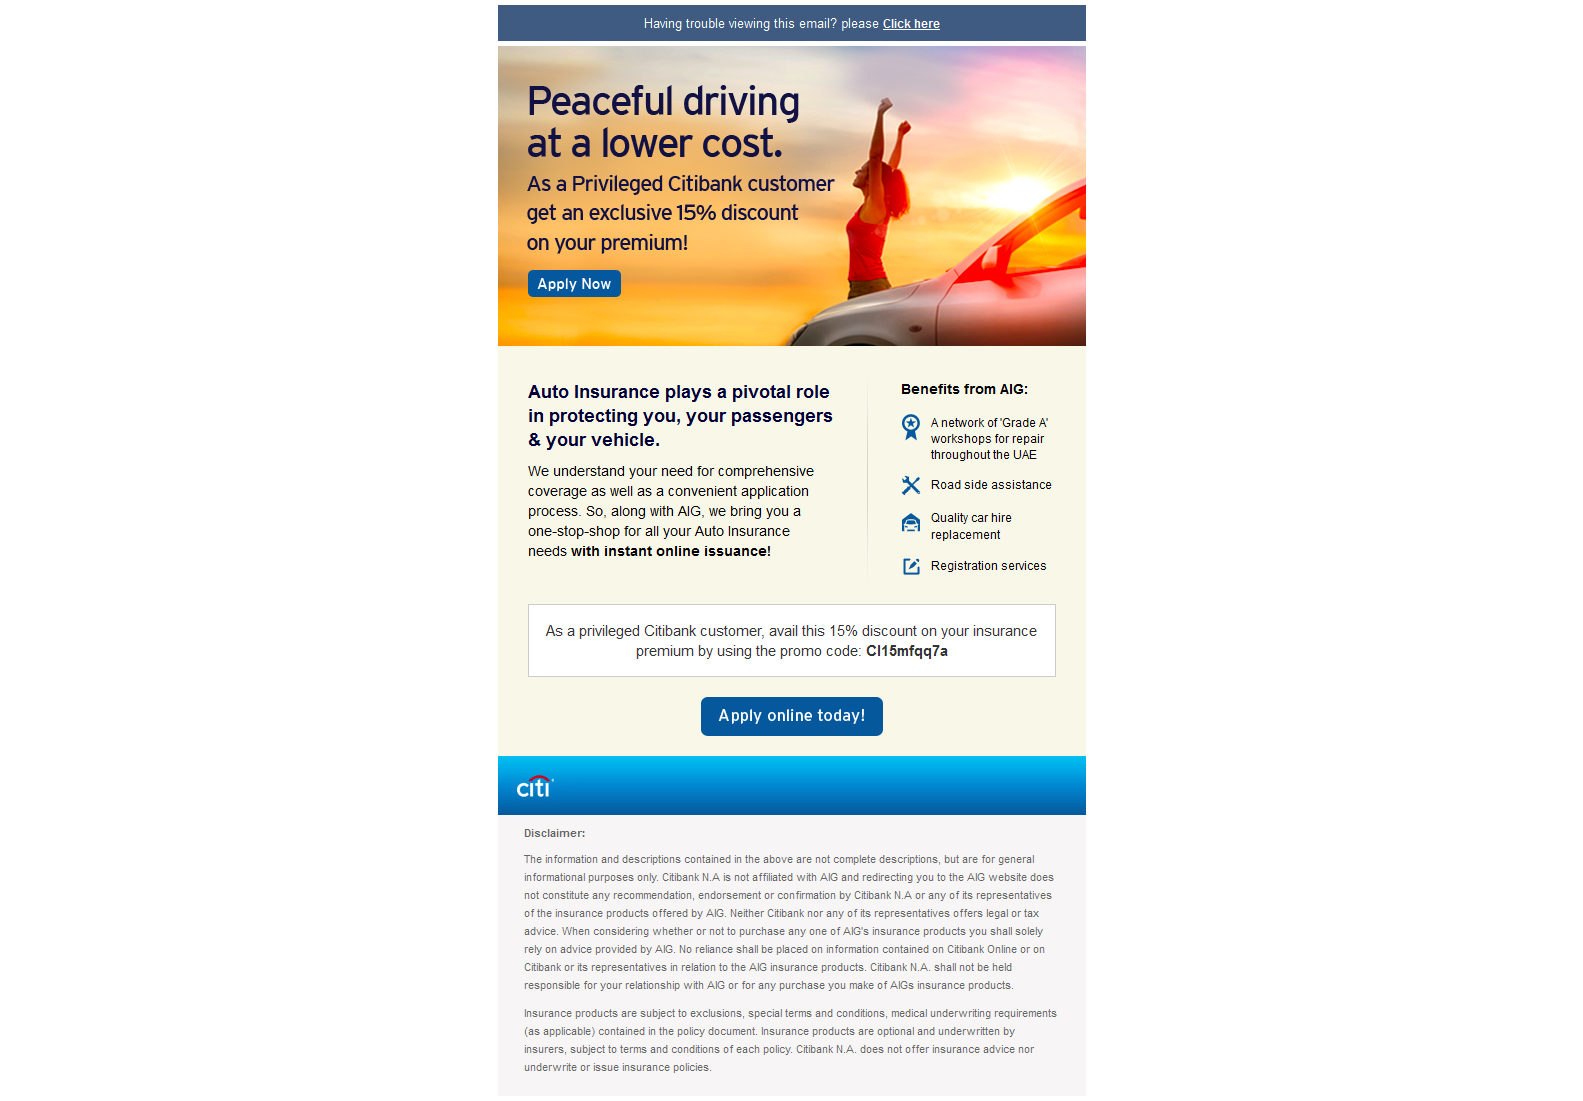 Having trouble viewing this email? please Click here
Peaceful driving
at a lower cost.
As a Privileged Citibank customer
get an exclusive 15% discount
on your premium!
Apply Now
Auto Insurance plays a pivotal role
in protecting you, your passengers
& your vehicle.
We understand your need for comprehensive
coverage as well as a convenient application
process. So, along with AIG, we bring you a
one-stop-shop for all your Auto Insurance
needs with instant online issuance!
Benefits from AIG:
A network of 'Grade A'
workshops for repair
throughout the UAE
Road side assistance
Quality car hire
replacement
Registration services
As a privileged Citibank customer, avail this 15% discount on your insurance
premium by using the promo code: CI15mfqq7a
Apply online today!
citi
Disclaimer:
The information and descriptions contained in the above are not complete descriptions, but are for general
informational purposes only. Citibank N.A is not affiliated with AIG and redirecting you to the AIG website does
not constitute any recommendation, endorsement or confirmation by Citibank N.A or any of its representatives
of the insurance products offered by AIG. Neither Citibank nor any of its representatives offers legal or tax
advice. When considering whether or not to purchase any one of AIG's insurance products you shall solely
rely on advice provided by AIG. No reliance shall be placed on information contained on Citibank Online or on
Citibank or its representatives in relation to the AIG insurance products. Citibank N.A. shall not be held
responsible for your relationship with AIG or for any purchase you make of AIGs insurance products.
Insurance products are subject to exclusions, special terms and conditions, medical underwriting requirements
(as applicable) contained in the policy document. Insurance products are optional and underwritten by
insurers, subject to terms and conditions of each policy. Citibank N.A. does not offer insurance advice nor
underwrite or issue insurance policies.